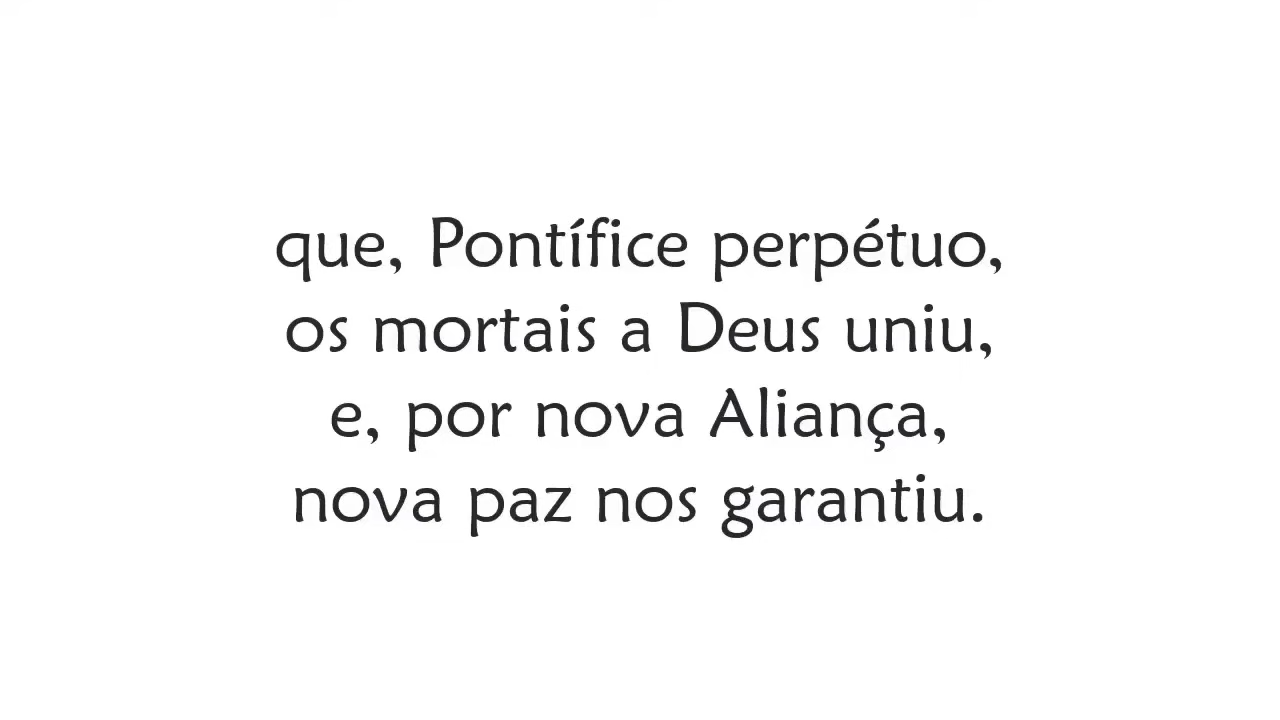 que, Pontífice perpétuo,
os mortais a Deus uniu,
e, por nova Aliança,
nova paz nos garantiu.